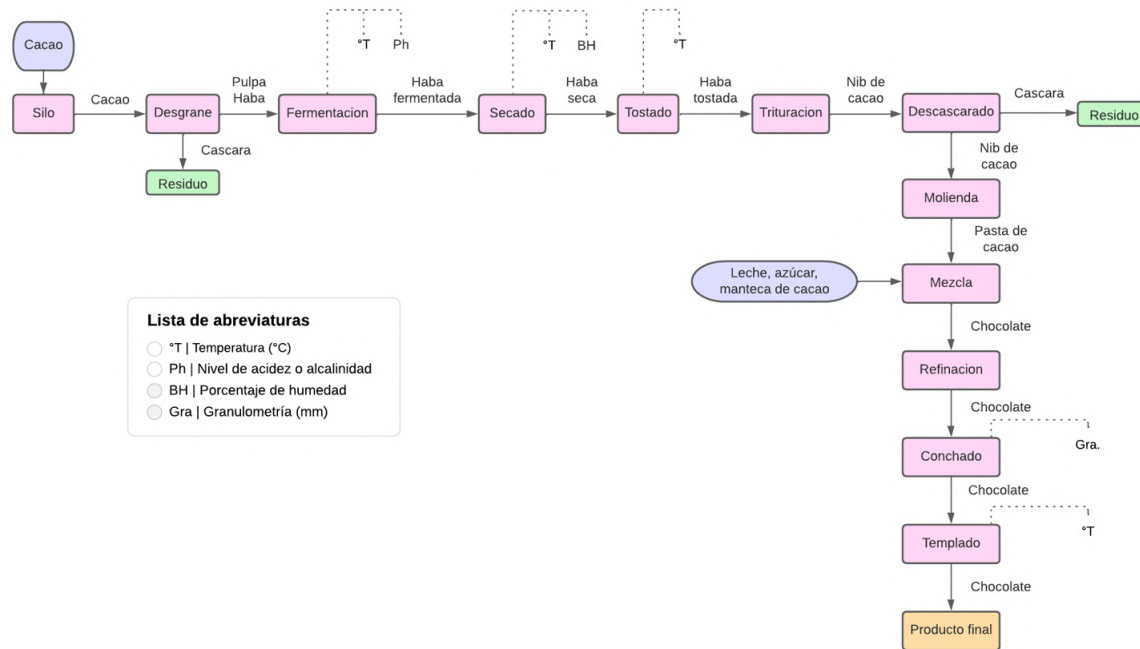 Cacao
°T
Ph
°T
BH
°T
Silo
Cacao
Desgrane
Pulpa
Haba
Fermentacion
Haba
fermentada
Secado
Haba
seca
Tostado
Haba
tostada
Trituracion
Nib de
cacao
Descascarado
Cascara
Residuo
Cascara
Residuo
Nib de
cacao
Molienda
Pasta de
cacao
Leche, azúcar,
manteca de cacao
Mezcla
Chocolate
Refinacion
Chocolate
Gra.
Conchado
Chocolate
°T
Templado
Chocolate
Producto final
Lista de abreviaturas
°T | Temperatura (°C)
Ph | Nivel de acidez o alcalinidad
BH | Porcentaje de humedad
Gra | Granulometría (mm)